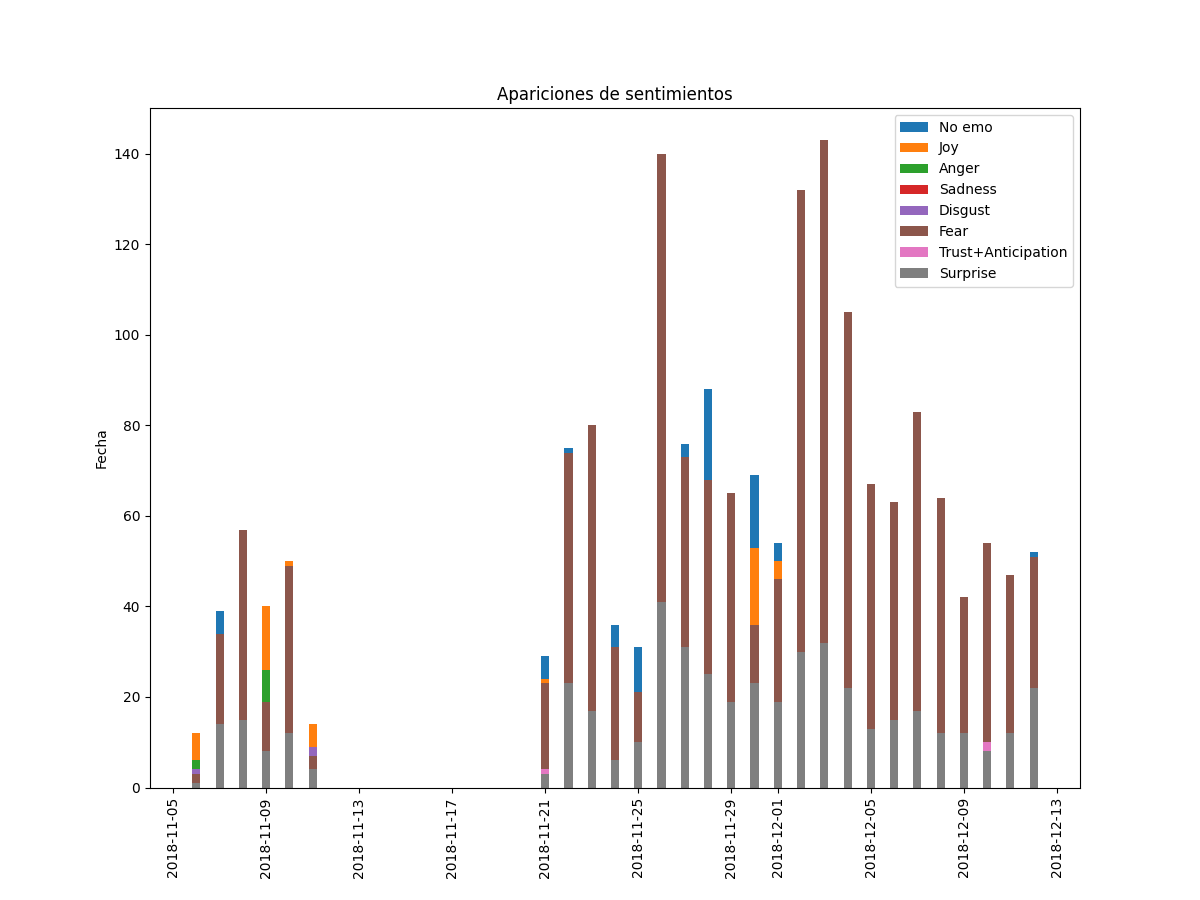 Apariciones de sentimientos
No emo
Joy
Anger
Sadness
Disgust
Fear
Trust+Anticipation
Surprise
Fecha
140
120
100
80
60
40
20
0
2018-11-05
2018-11-09
2018-11-13
2018-11-17
2018-11-21
2018-11-25
2018-11-29
2018-12-01
2018-12-05
2018-12-09
2018-12-13